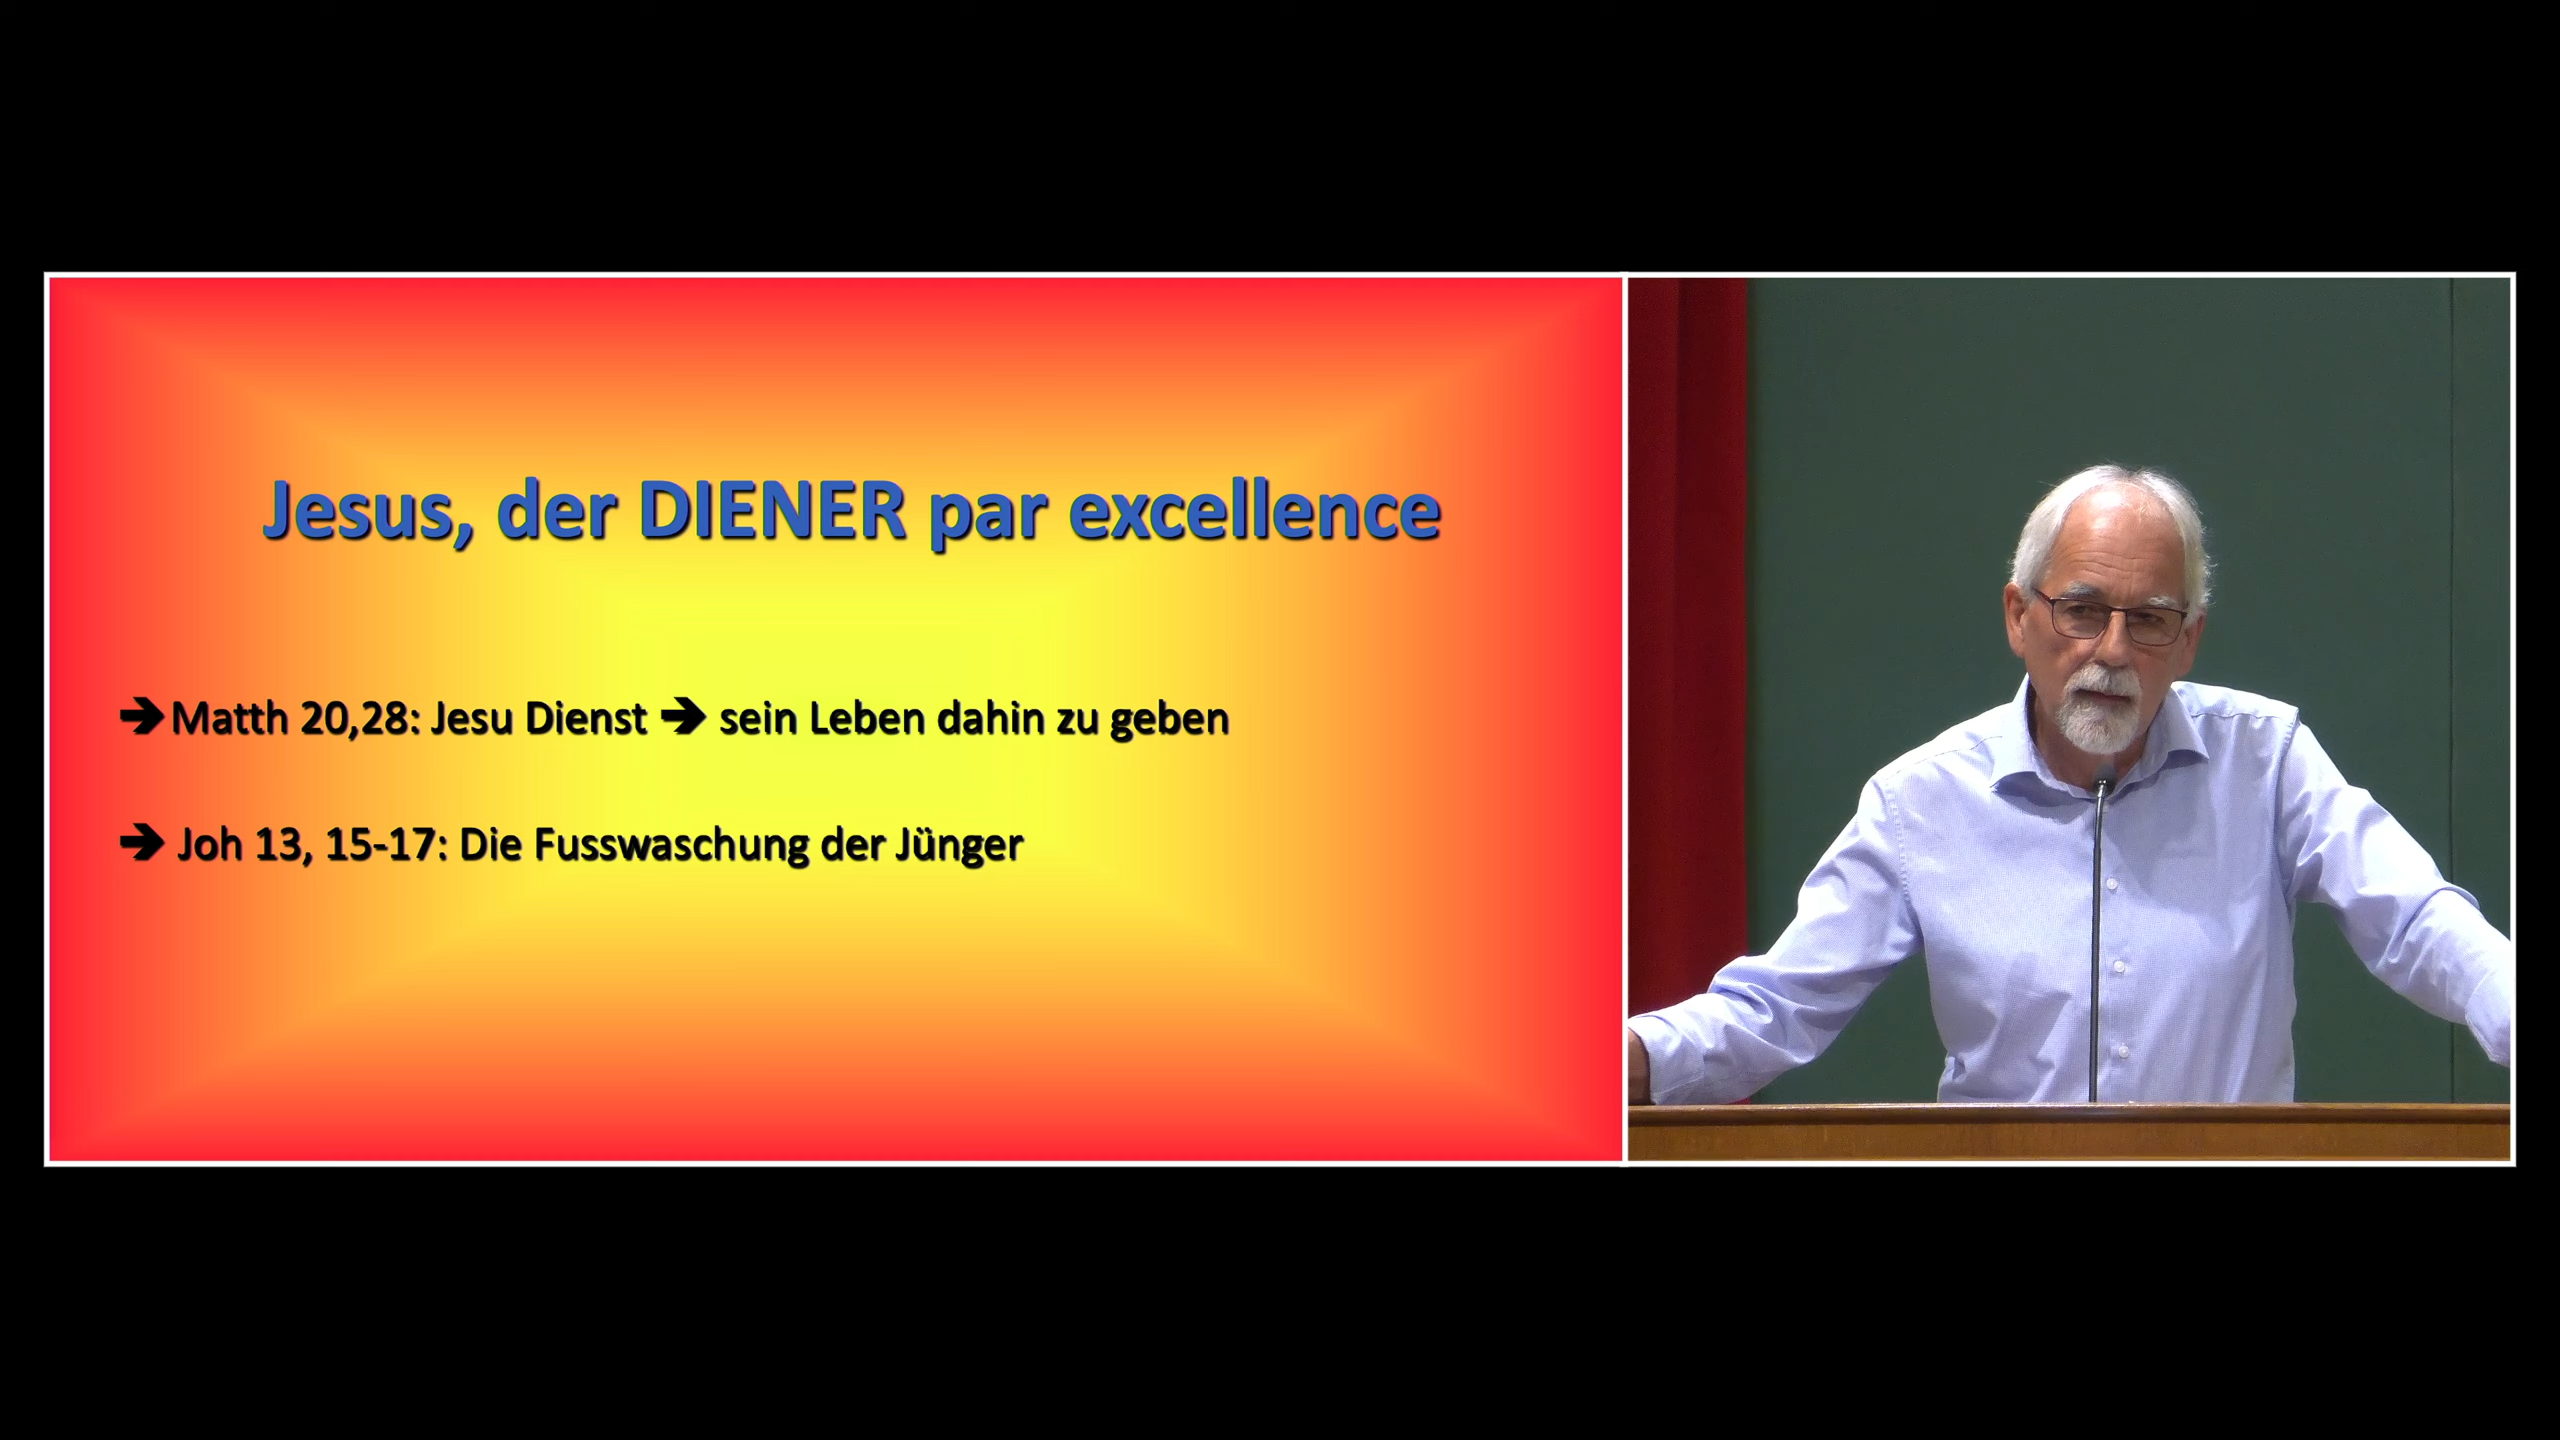 Jesus, der DIENER par excellence
➔Matth 20,28: Jesu Dienst ➔ sein Leben dahin zu geben
➔ Joh 13, 15-17: Die Fusswaschung der Jünger